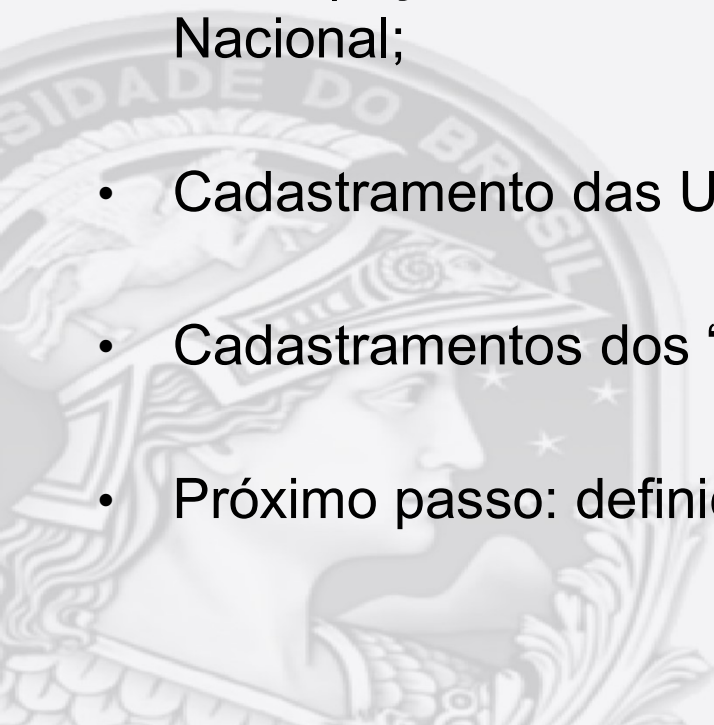 Nacional;
• Cadastramento das U
• Cadastramentos dos “
• Próximo passo: defini
SIDADE DO BRASIL